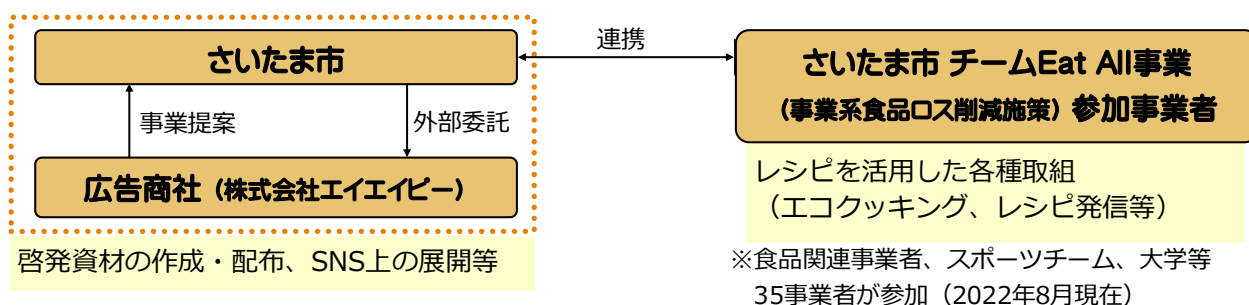 さいたま市
連携
さいたま市 チームEat All事業
（事業系食品ロス削減施策）参加事業者
事業提案
外部委託
広告商社（株式会社エイエイピー）
レシピを活用した各種取組
（エコクッキング、レシピ発信等）
啓発資材の作成・配布、SNS上の展開等
※食品関連事業者、スポーツチーム、大学等
35事業者が参加（2022年8月現在）